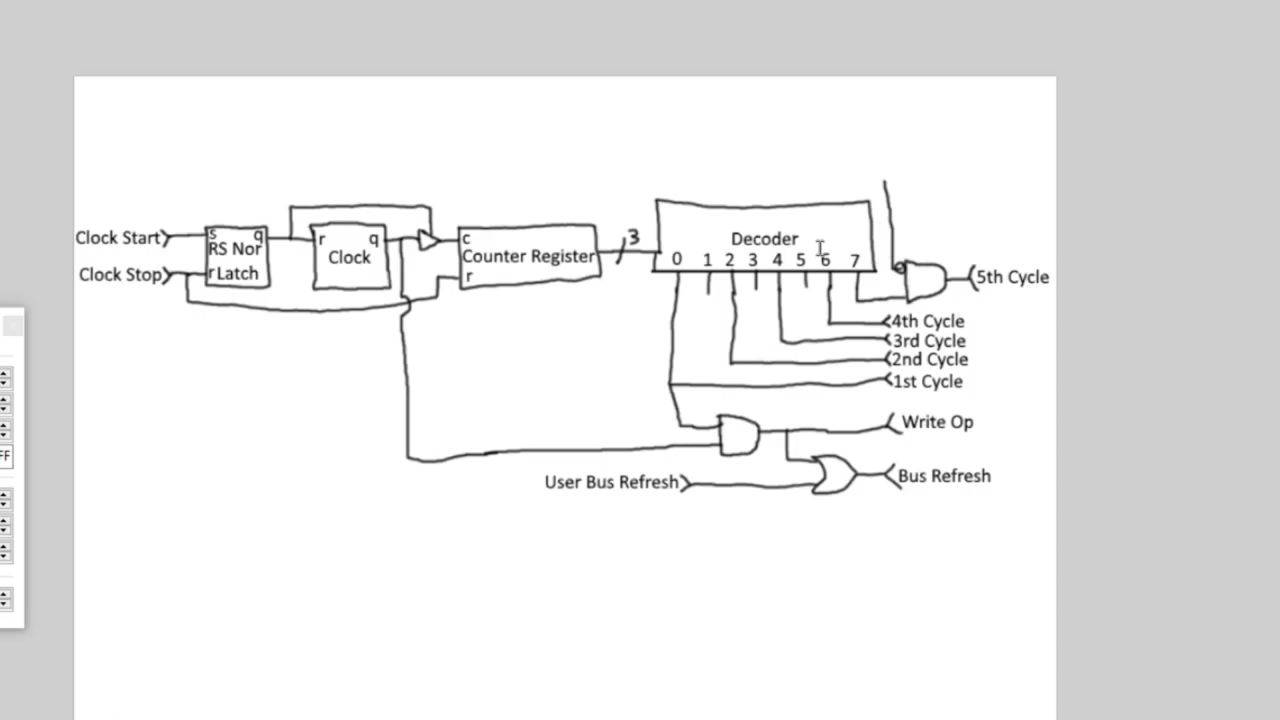 Clock Start
Clock Stop
s q
RS Nor
r Latch
r q
Clock
c
Counter Register
r
3
Decoder
0 1 2 3 4 5 6 7
5th Cycle
4th Cycle
3rd Cycle
2nd Cycle
1st Cycle
Write Op
User Bus Refresh
Bus Refresh
FF